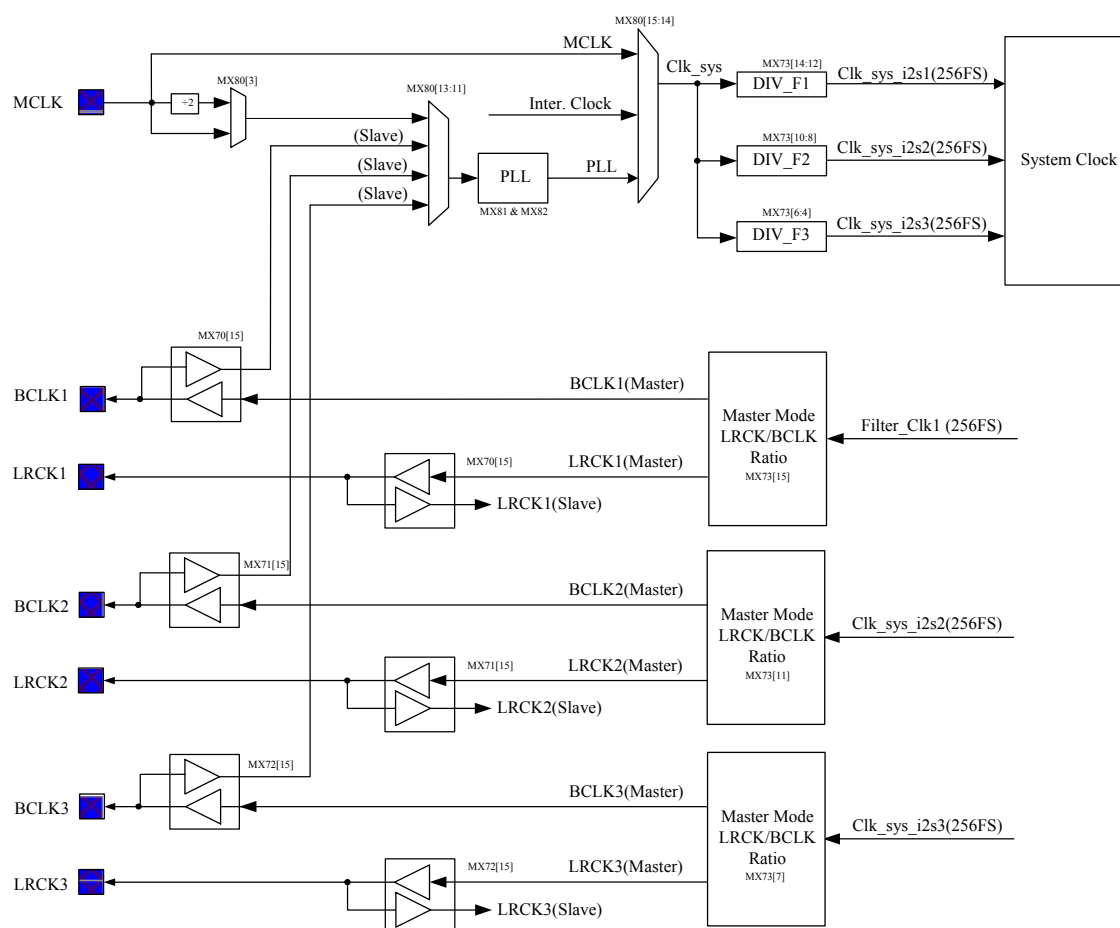 MX80[15:14]
MCLK
Clk_sys
MX73[14:12]
DIV_F1
Clk_sys_i2s1(256FS)
MX80[3]
MCLK
÷2
MX80[13:11]
Inter. Clock
(Slave)
(Slave)
(Slave)
PLL
MX81 & MX82
PLL
MX73[10:8]
DIV_F2
Clk_sys_i2s2(256FS)
System Clock
MX73[6:4]
DIV_F3
Clk_sys_i2s3(256FS)
MX70[15]
BCLK1
BCLK1(Master)
Master Mode
LRCK/BCLK
Ratio
MX73[15]
Filter_Clk1 (256FS)
LRCK1
MX70[15]
LRCK1(Master)
LRCK1(Slave)
MX71[15]
BCLK2
BCLK2(Master)
Master Mode
LRCK/BCLK
Ratio
MX73[11]
Clk_sys_i2s2(256FS)
LRCK2
MX71[15]
LRCK2(Master)
LRCK2(Slave)
MX72[15]
BCLK3
BCLK3(Master)
Master Mode
LRCK/BCLK
Ratio
MX73[7]
Clk_sys_i2s3(256FS)
LRCK3
MX72[15]
LRCK3(Master)
LRCK3(Slave)